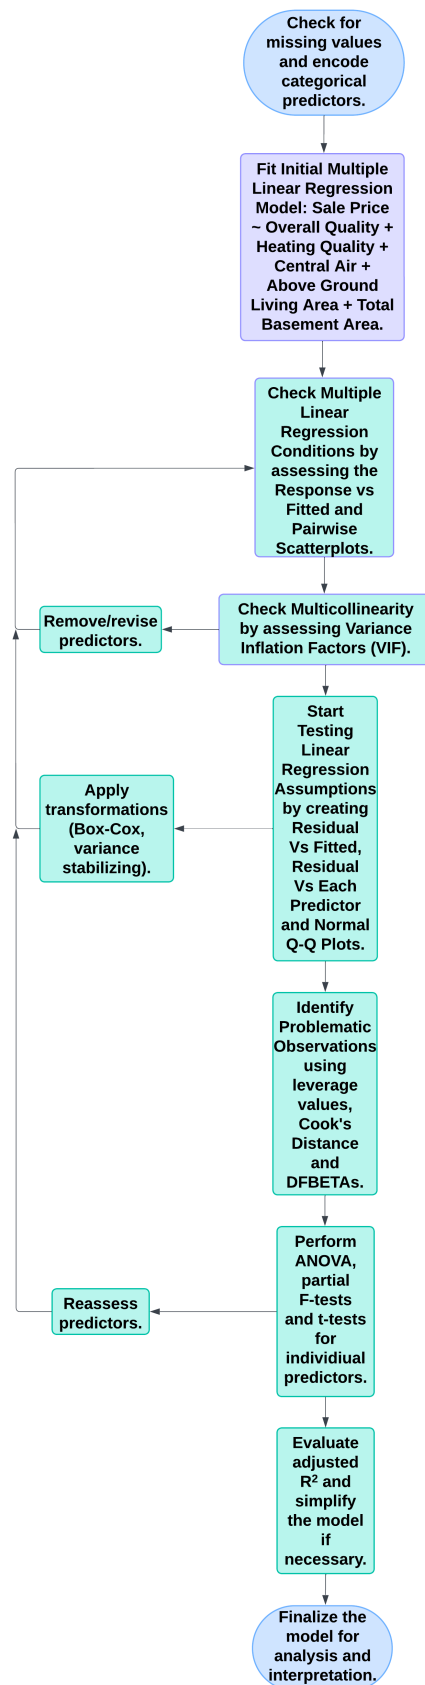 Check for
missing values
and encode
categorical
predictors.
Fit Initial Multiple
Linear Regression
Model: Sale Price
~ Overall Quality +
Heating Quality +
Central Air +
Above Ground
Living Area + Total
Basement Area.
Check Multiple
Linear
Regression
Conditions by
assessing the
Response vs
Fitted and
Pairwise
Scatterplots.
Remove/revise
predictors.
Check Multicollinearity
by assessing Variance
Inflation Factors (VIF).
Start
Testing
Linear
Regression
Assumptions
by creating
Residual
Vs Fitted,
Residual
Vs Each
Predictor
and Normal
Q-Q Plots.
Apply
transformations
(Box-Cox,
variance
stabilizing).
Identify
Problematic
Observations
using
leverage
values,
Cook's
Distance
and
DFBETAs.
Perform
ANOVA,
partial
F-tests
and t-tests
for
individiual
predictors.
Reassess
predictors.
Evaluate
adjusted
R² and
simplify
the model
if
necessary.
Finalize the
model for
analysis and
interpretation.